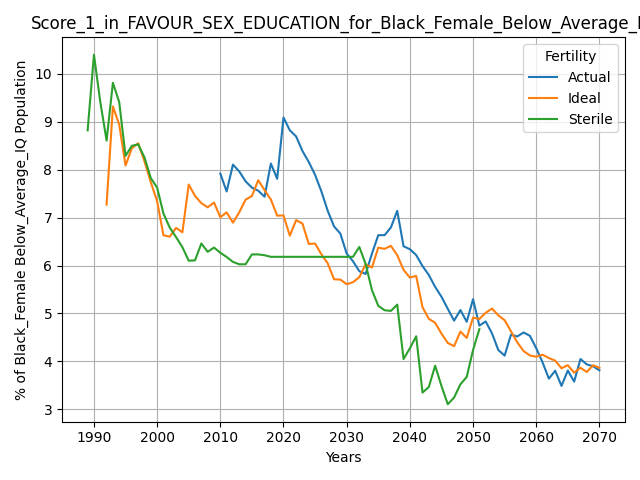 Score_1_in_FAVOUR_SEX_EDUCATION_for_Black_Female_Below_Average_I
% of Black_Female Below_Average_IQ Population
10
9
8
7
6
5
4
3
Fertility
Actual
Ideal
Sterile
1990 2000 2010 2020 2030 2040 2050 2060 2070
Years